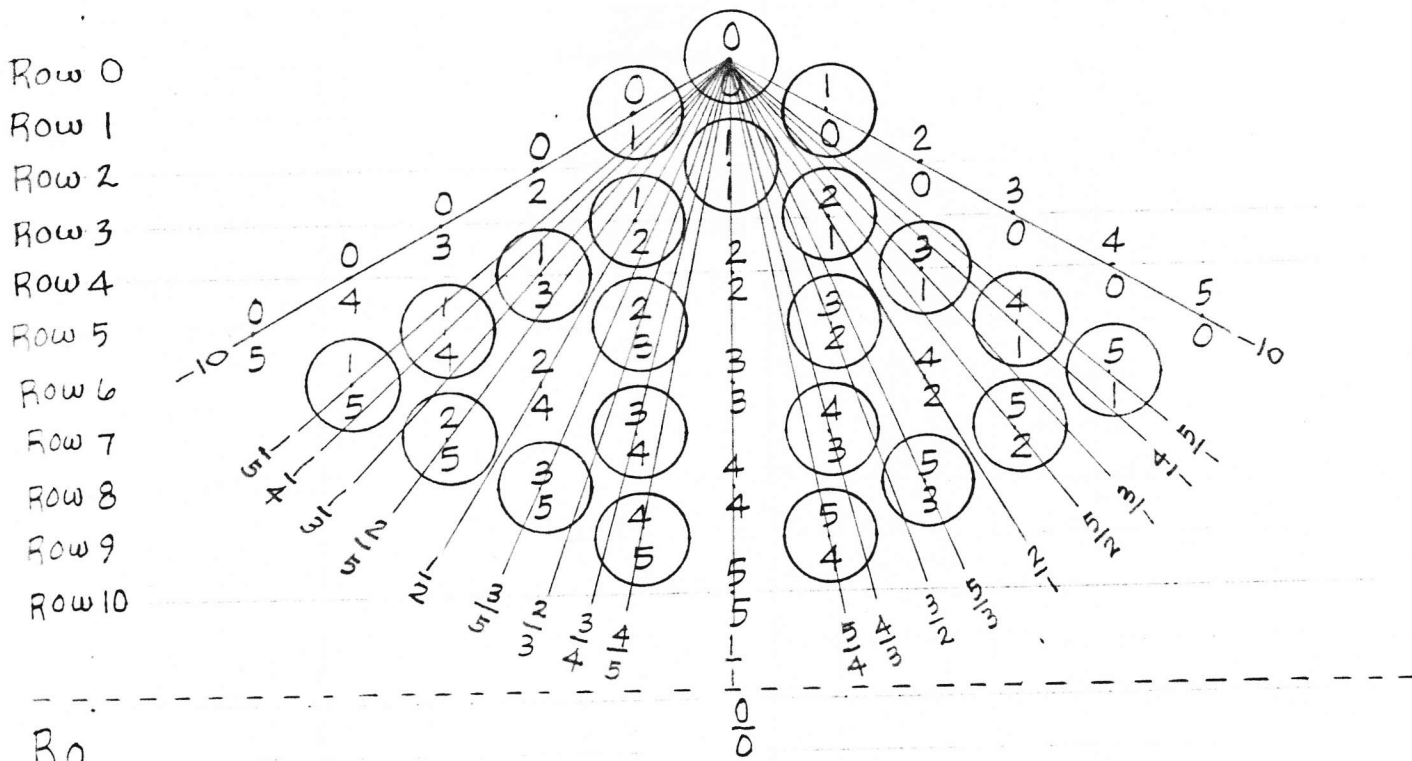 Row 0 0/0
Row 1 0/1 1/0
Row 2 0/2 1/1 2/0
Row 3 0/3 1/2 2/1 3/0
Row 4 0/4 1/3 2/2 3/1 4/0
Row 5 0/5 1/4 2/3 3/2 4/1 5/0
Row 6 1/5 2/4 3/3 4/2 5/1
Row 7 2/5 3/4 4/3 5/2
Row 8 3/5 4/4 5/3
Row 9 4/5 5/4
Row 10 5/5
0/1 1/5 1/4 1/3 2/5 1/2 3/5 2/3 3/4 4/5 1/1 5/4 4/3 3/2 5/3 2/1 5/2 3/1 4/1 5/1 1/0
0/0